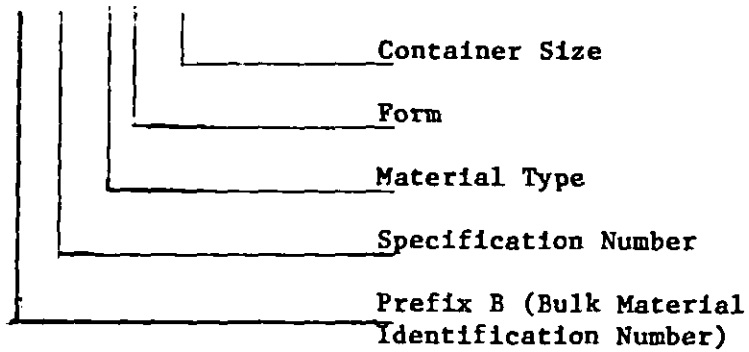 Container Size
Form
Material Type
Specification Number
Prefix B (Bulk Material
Identification Number)